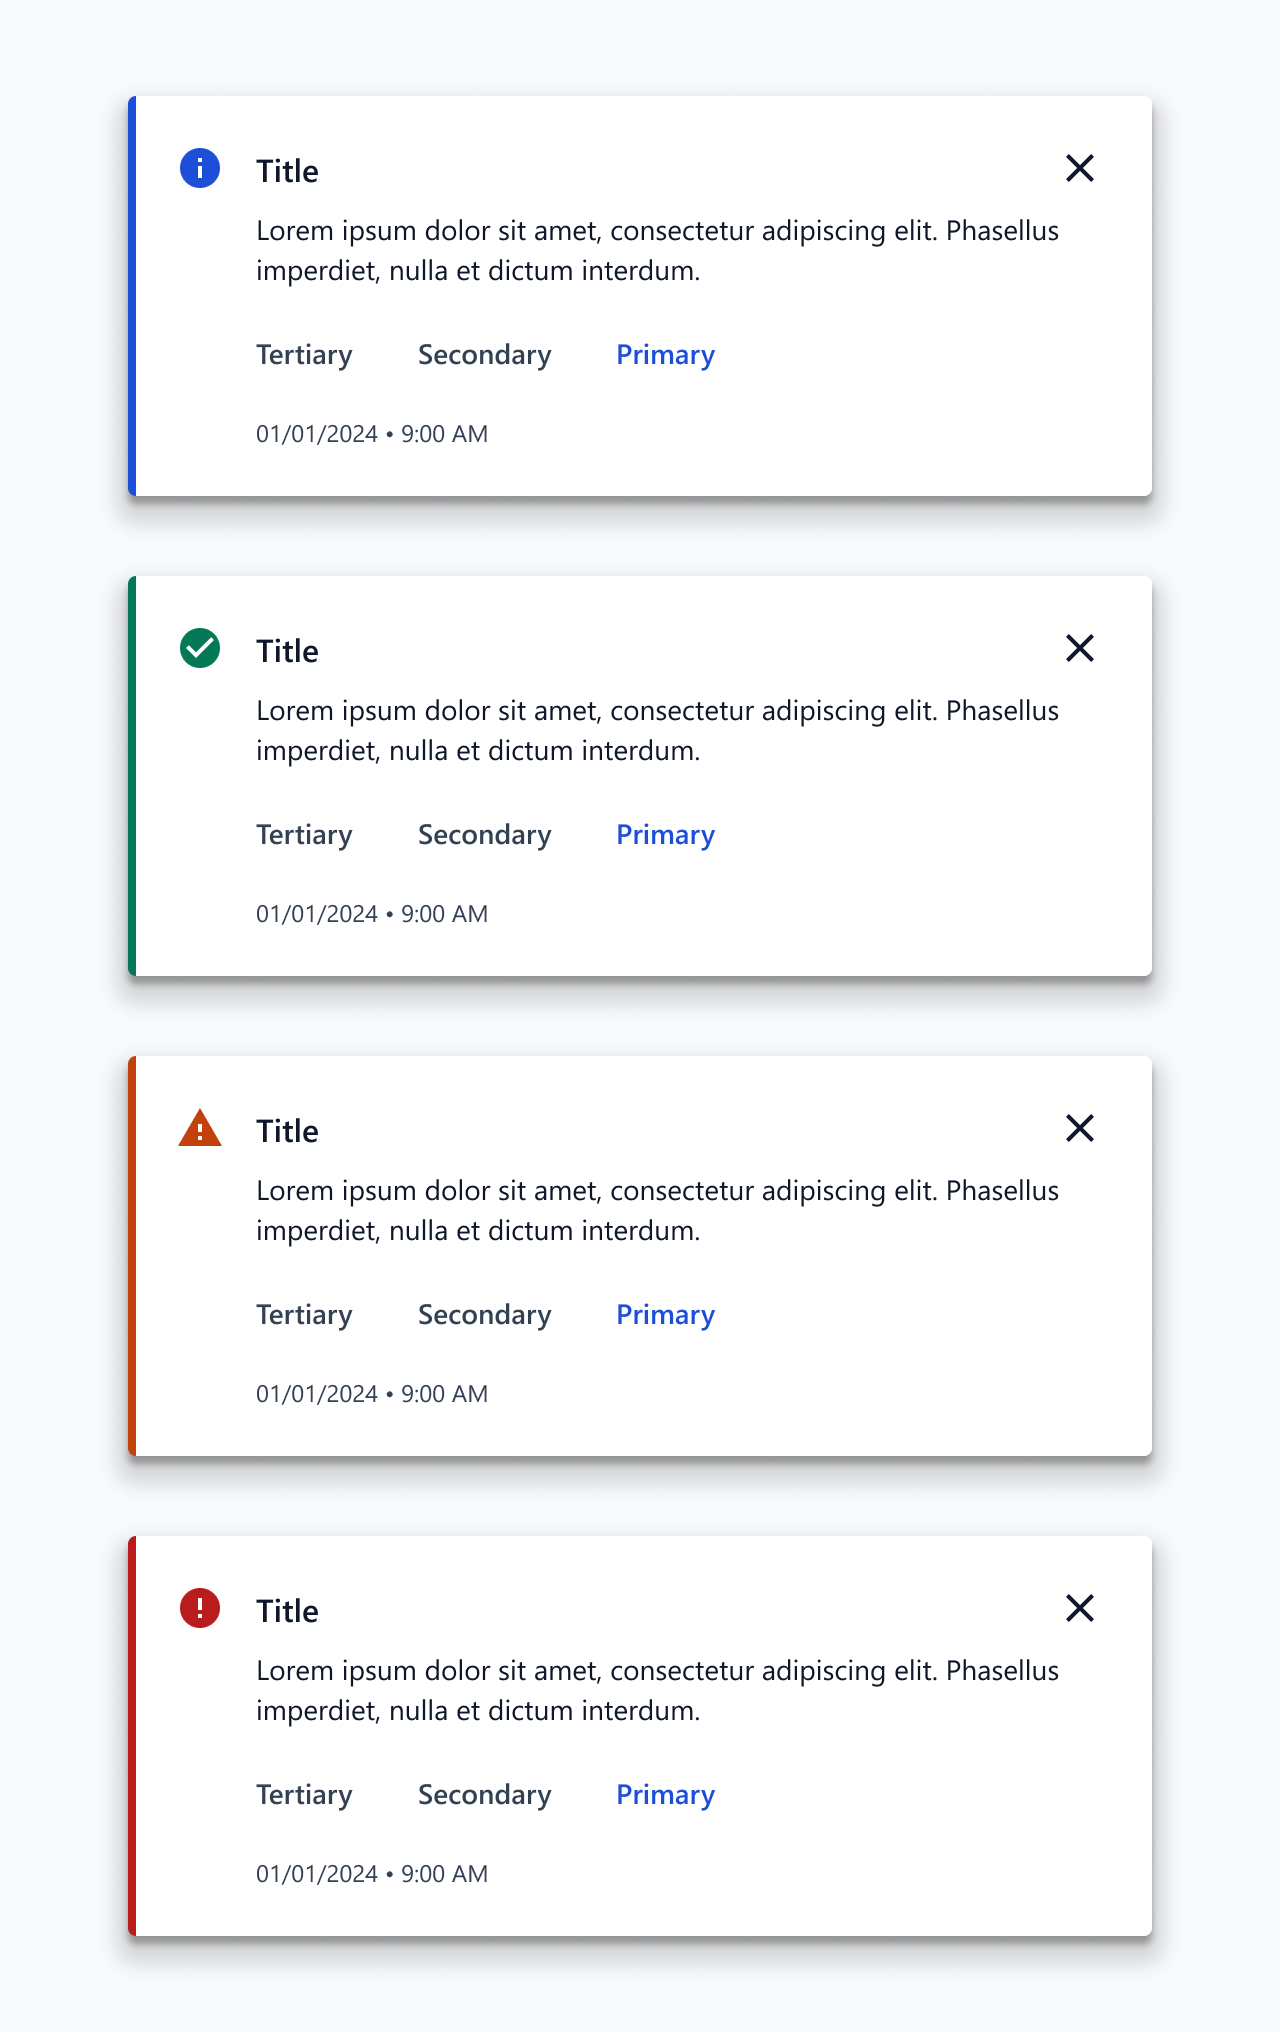 Title
Lorem ipsum dolor sit amet, consectetur adipiscing elit. Phasellus
imperdiet, nulla et dictum interdum.
Tertiary Secondary Primary
01/01/2024 • 9:00 AM
Title
Lorem ipsum dolor sit amet, consectetur adipiscing elit. Phasellus
imperdiet, nulla et dictum interdum.
Tertiary Secondary Primary
01/01/2024 • 9:00 AM
Title
Lorem ipsum dolor sit amet, consectetur adipiscing elit. Phasellus
imperdiet, nulla et dictum interdum.
Tertiary Secondary Primary
01/01/2024 • 9:00 AM
Title
Lorem ipsum dolor sit amet, consectetur adipiscing elit. Phasellus
imperdiet, nulla et dictum interdum.
Tertiary Secondary Primary
01/01/2024 • 9:00 AM